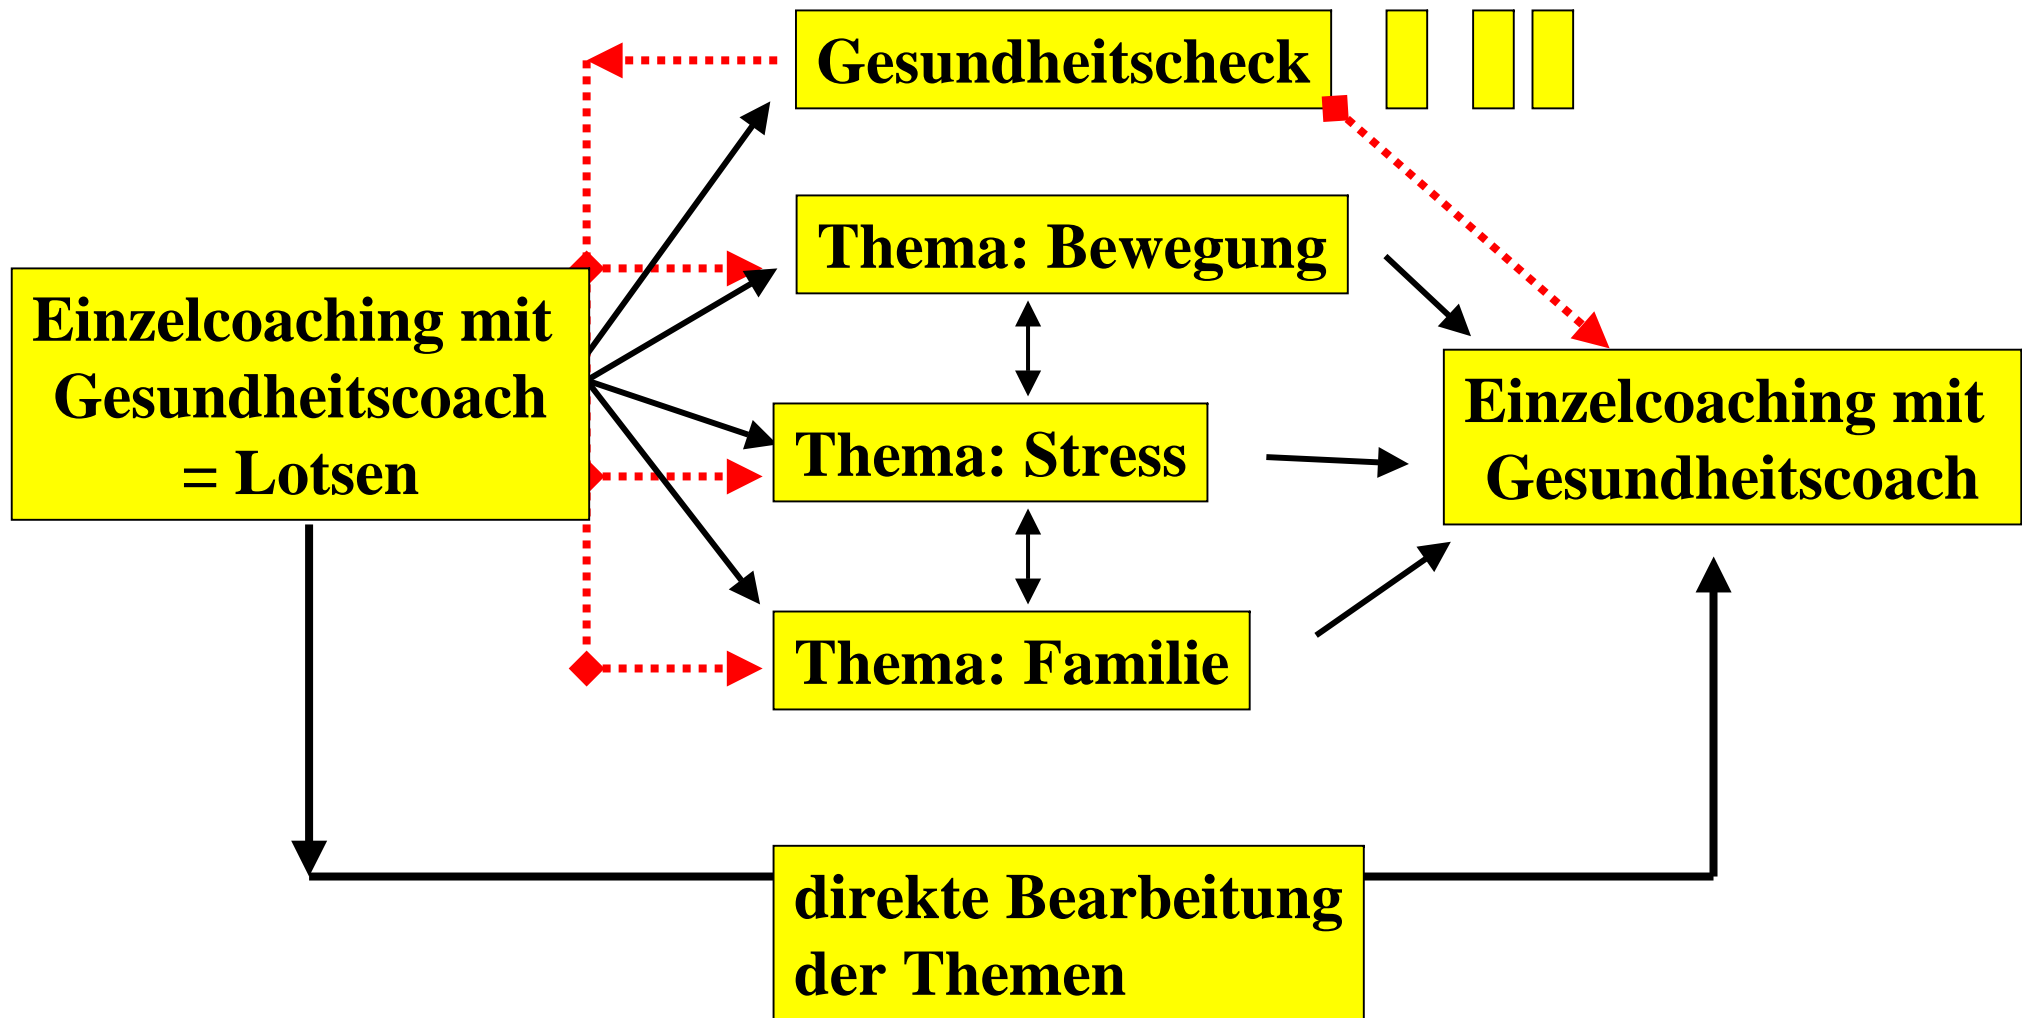 Gesundheitscheck
Thema: Bewegung
Einzelcoaching mit
Gesundheitscoach
= Lotsen
Thema: Stress
Einzelcoaching mit
Gesundheitscoach
Thema: Familie
direkte Bearbeitung
der Themen